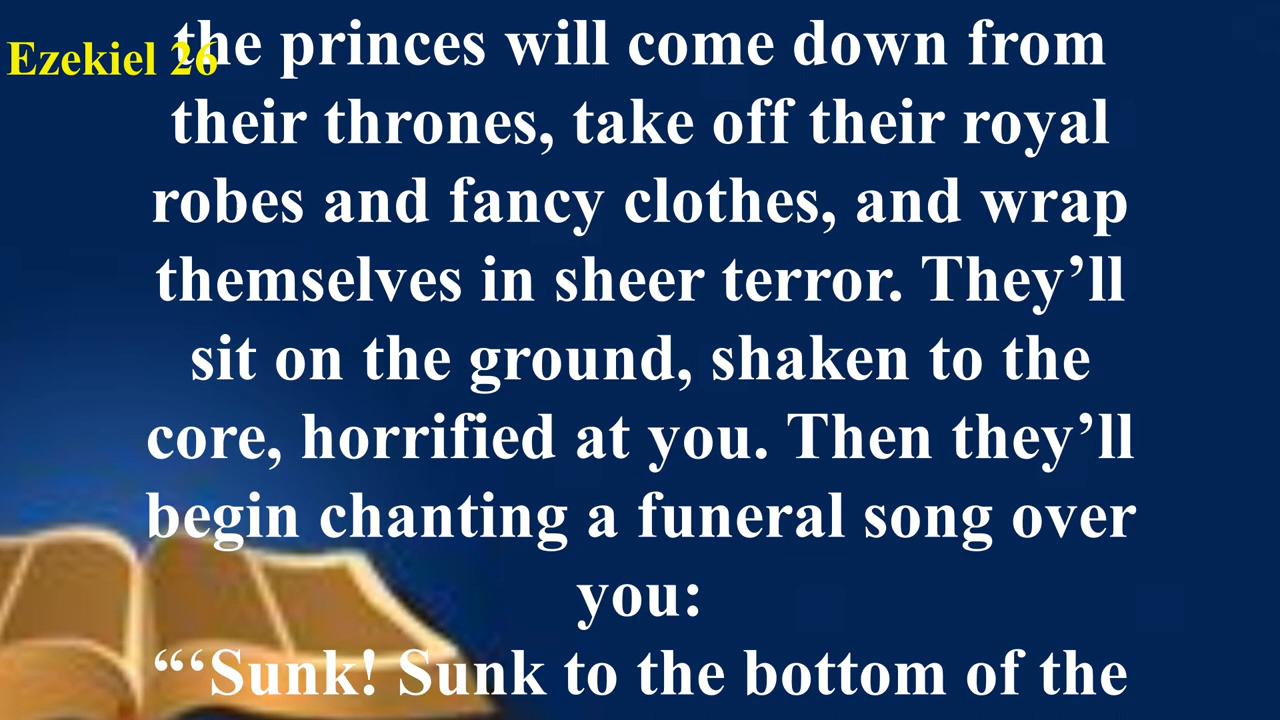 Ezekiel 26
the princes will come down from
their thrones, take off their royal
robes and fancy clothes, and wrap
themselves in sheer terror. They’ll
sit on the ground, shaken to the
core, horrified at you. Then they’ll
begin chanting a funeral song over
you:
“‘Sunk! Sunk to the bottom of the